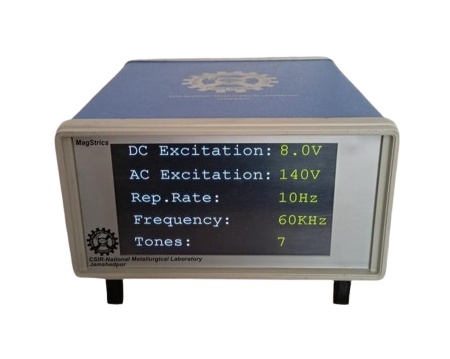 MagStrics
DC Excitation: 8.0V
AC Excitation: 140V
Rep.Rate: 10Hz
Frequency: 60KHz
Tones: 7
CSIR-National Metallurgical Laboratory
Jamshedpur